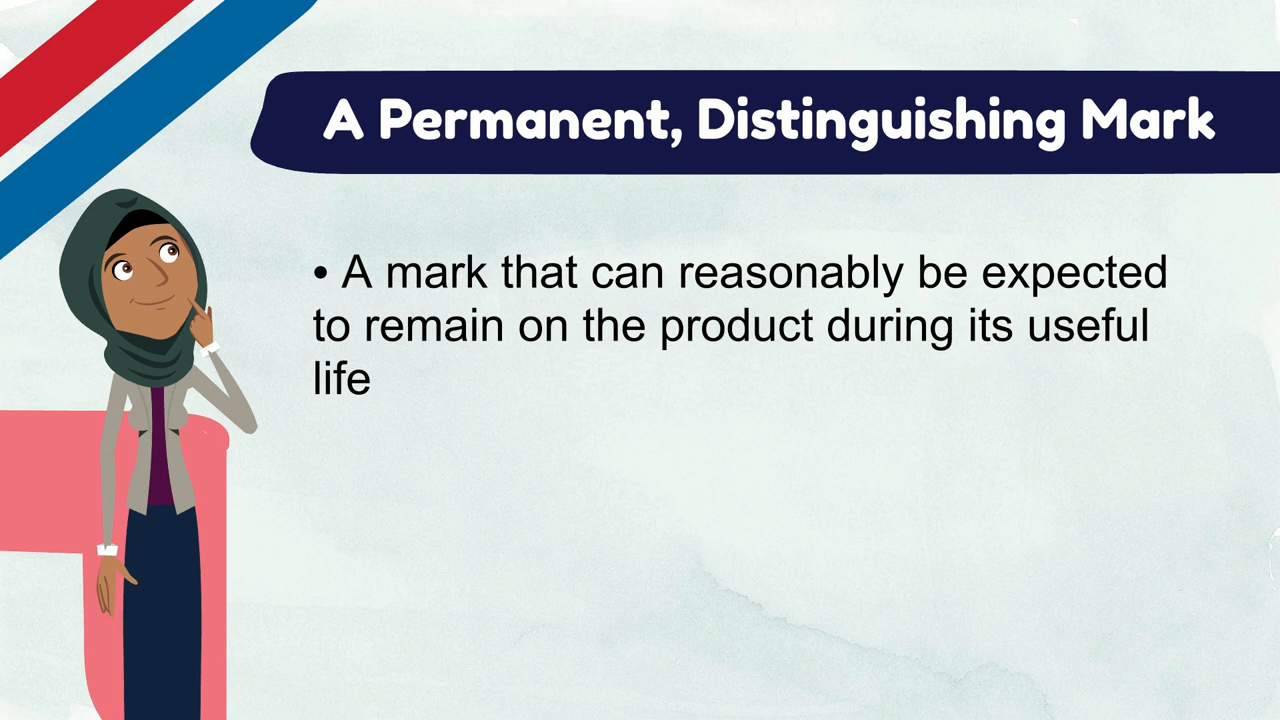 A Permanent, Distinguishing Mark
• A mark that can reasonably be expected
to remain on the product during its useful
life